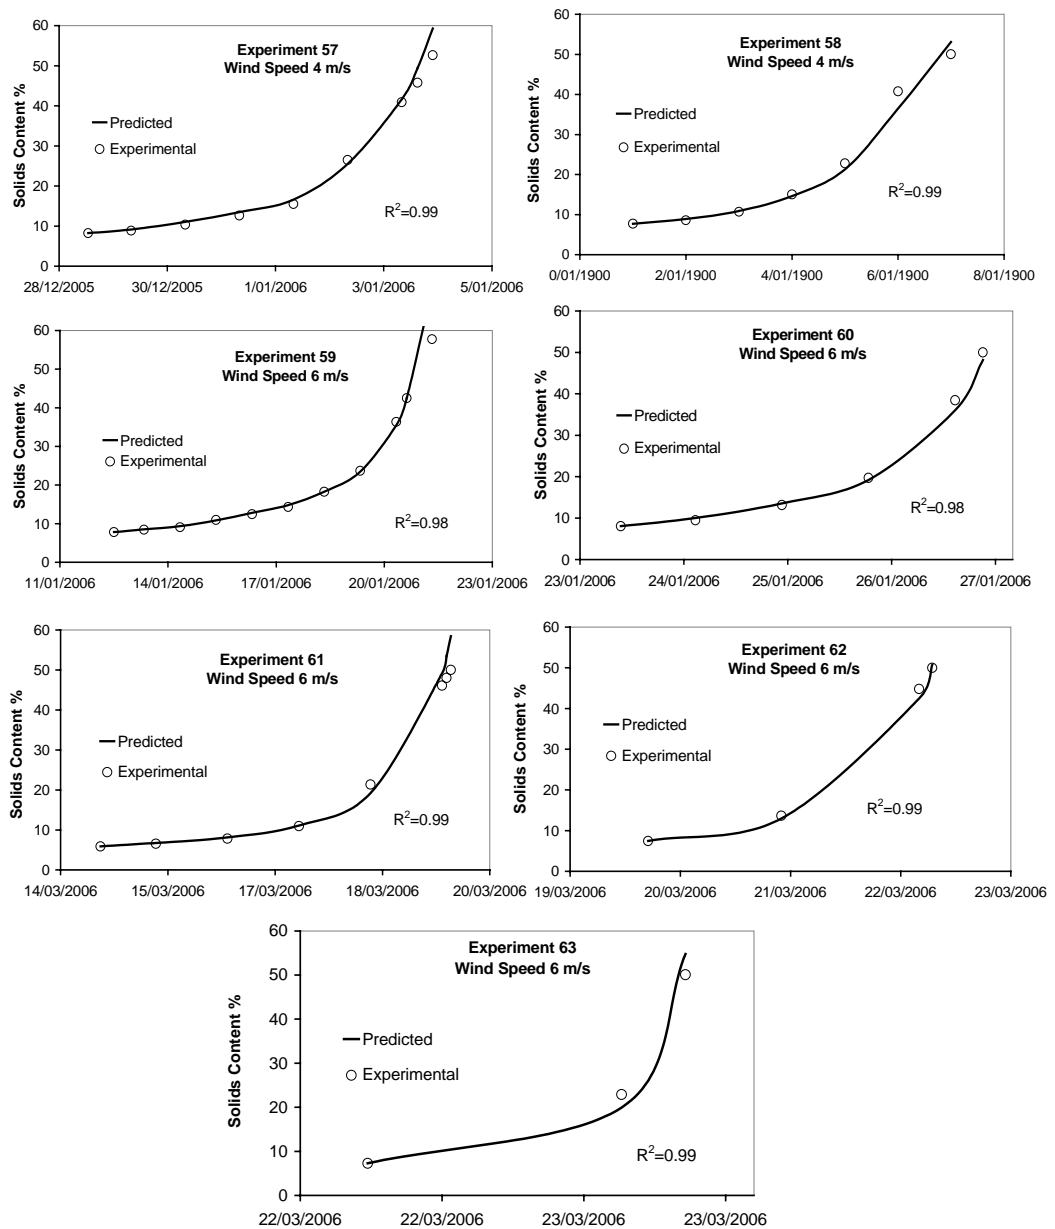 Experiment 57
Wind Speed 4 m/s
Solids Content %
60
50
40
30
20
10
0
Predicted
Experimental
R²=0.99
28/12/2005 30/12/2005 1/01/2006 3/01/2006 5/01/2006
Experiment 58
Wind Speed 4 m/s
Solids Content %
60
50
40
30
20
10
0
Predicted
Experimental
R²=0.99
0/01/1900 2/01/1900 4/01/1900 6/01/1900 8/01/1900
Experiment 59
Wind Speed 6 m/s
Solids Content %
60
50
40
30
20
10
0
Predicted
Experimental
R²=0.98
11/01/2006 14/01/2006 17/01/2006 20/01/2006 23/01/2006
Experiment 60
Wind Speed 6 m/s
Solids Content %
60
50
40
30
20
10
0
Predicted
Experimental
R²=0.98
23/01/2006 24/01/2006 25/01/2006 26/01/2006 27/01/2006
Experiment 61
Wind Speed 6 m/s
Solids Content %
60
50
40
30
20
10
0
Predicted
Experimental
R²=0.99
14/03/2006 15/03/2006 17/03/2006 18/03/2006 20/03/2006
Experiment 62
Wind Speed 6 m/s
Solids Content %
60
50
40
30
20
10
0
Predicted
Experimental
R²=0.99
19/03/2006 20/03/2006 21/03/2006 22/03/2006 23/03/2006
Experiment 63
Wind Speed 6 m/s
Solids Content %
60
50
40
30
20
10
0
Predicted
Experimental
R²=0.99
22/03/2006 22/03/2006 23/03/2006 23/03/2006